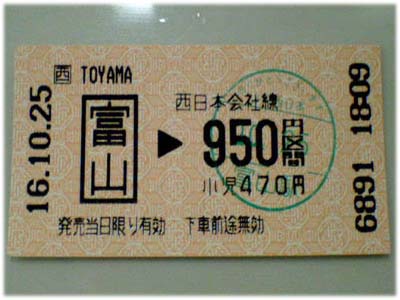 16.10.25
西 TOYAMA
富山
▶
西日本会社線
950円区間
小児470円
発売当日限り有効 下車前途無効
6891 18:09